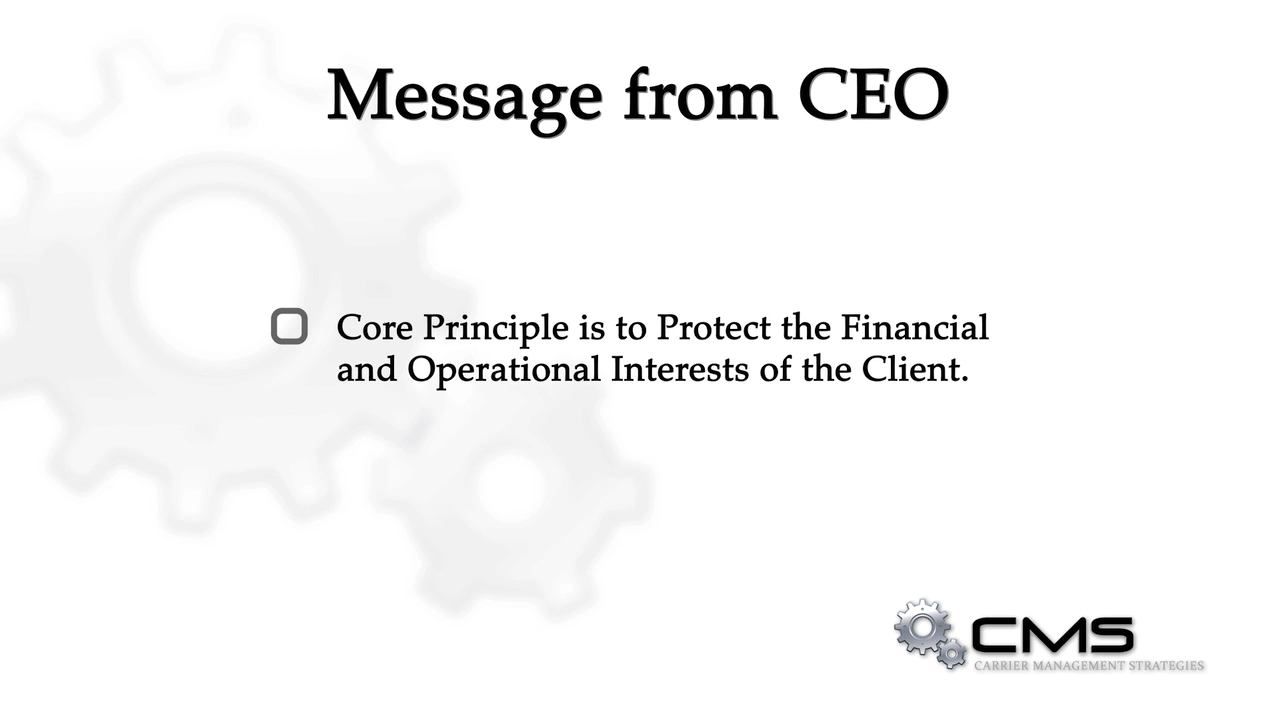 Message from CEO
Core Principle is to Protect the Financial
and Operational Interests of the Client.
CMS
CARRIER MANAGEMENT STRATEGIES